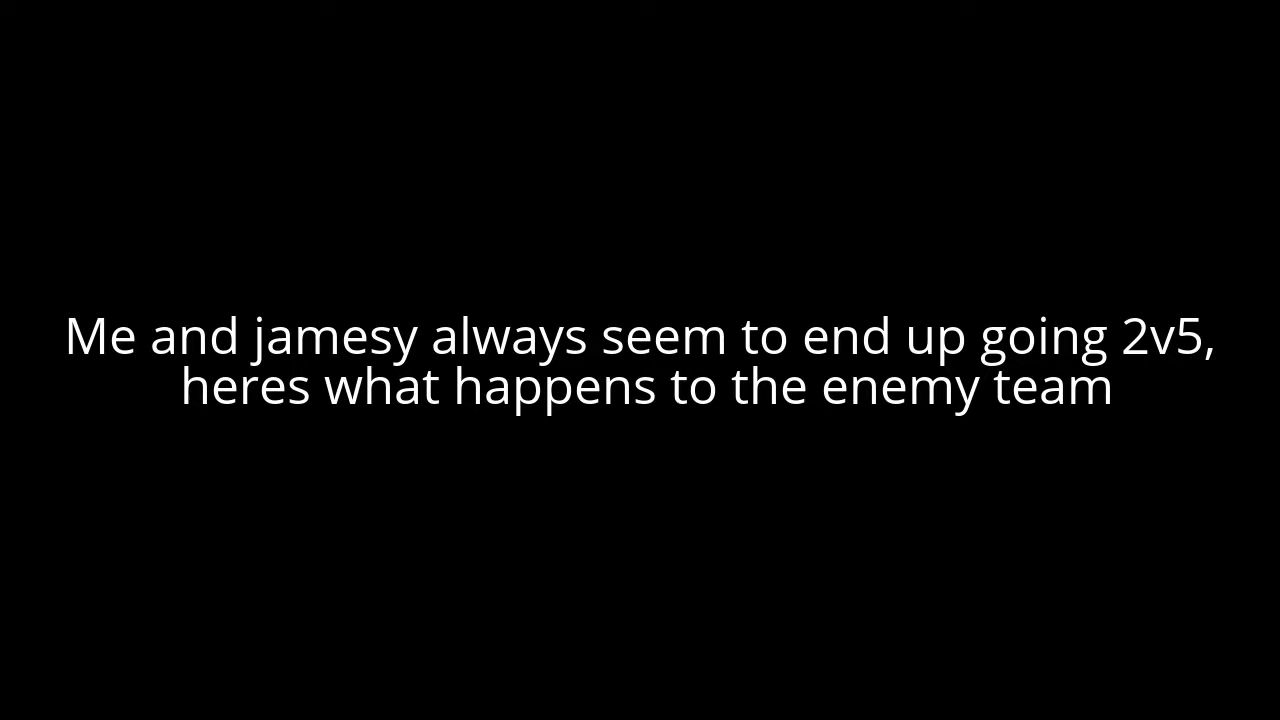 Me and jamesy always seem to end up going 2v5,
heres what happens to the enemy team